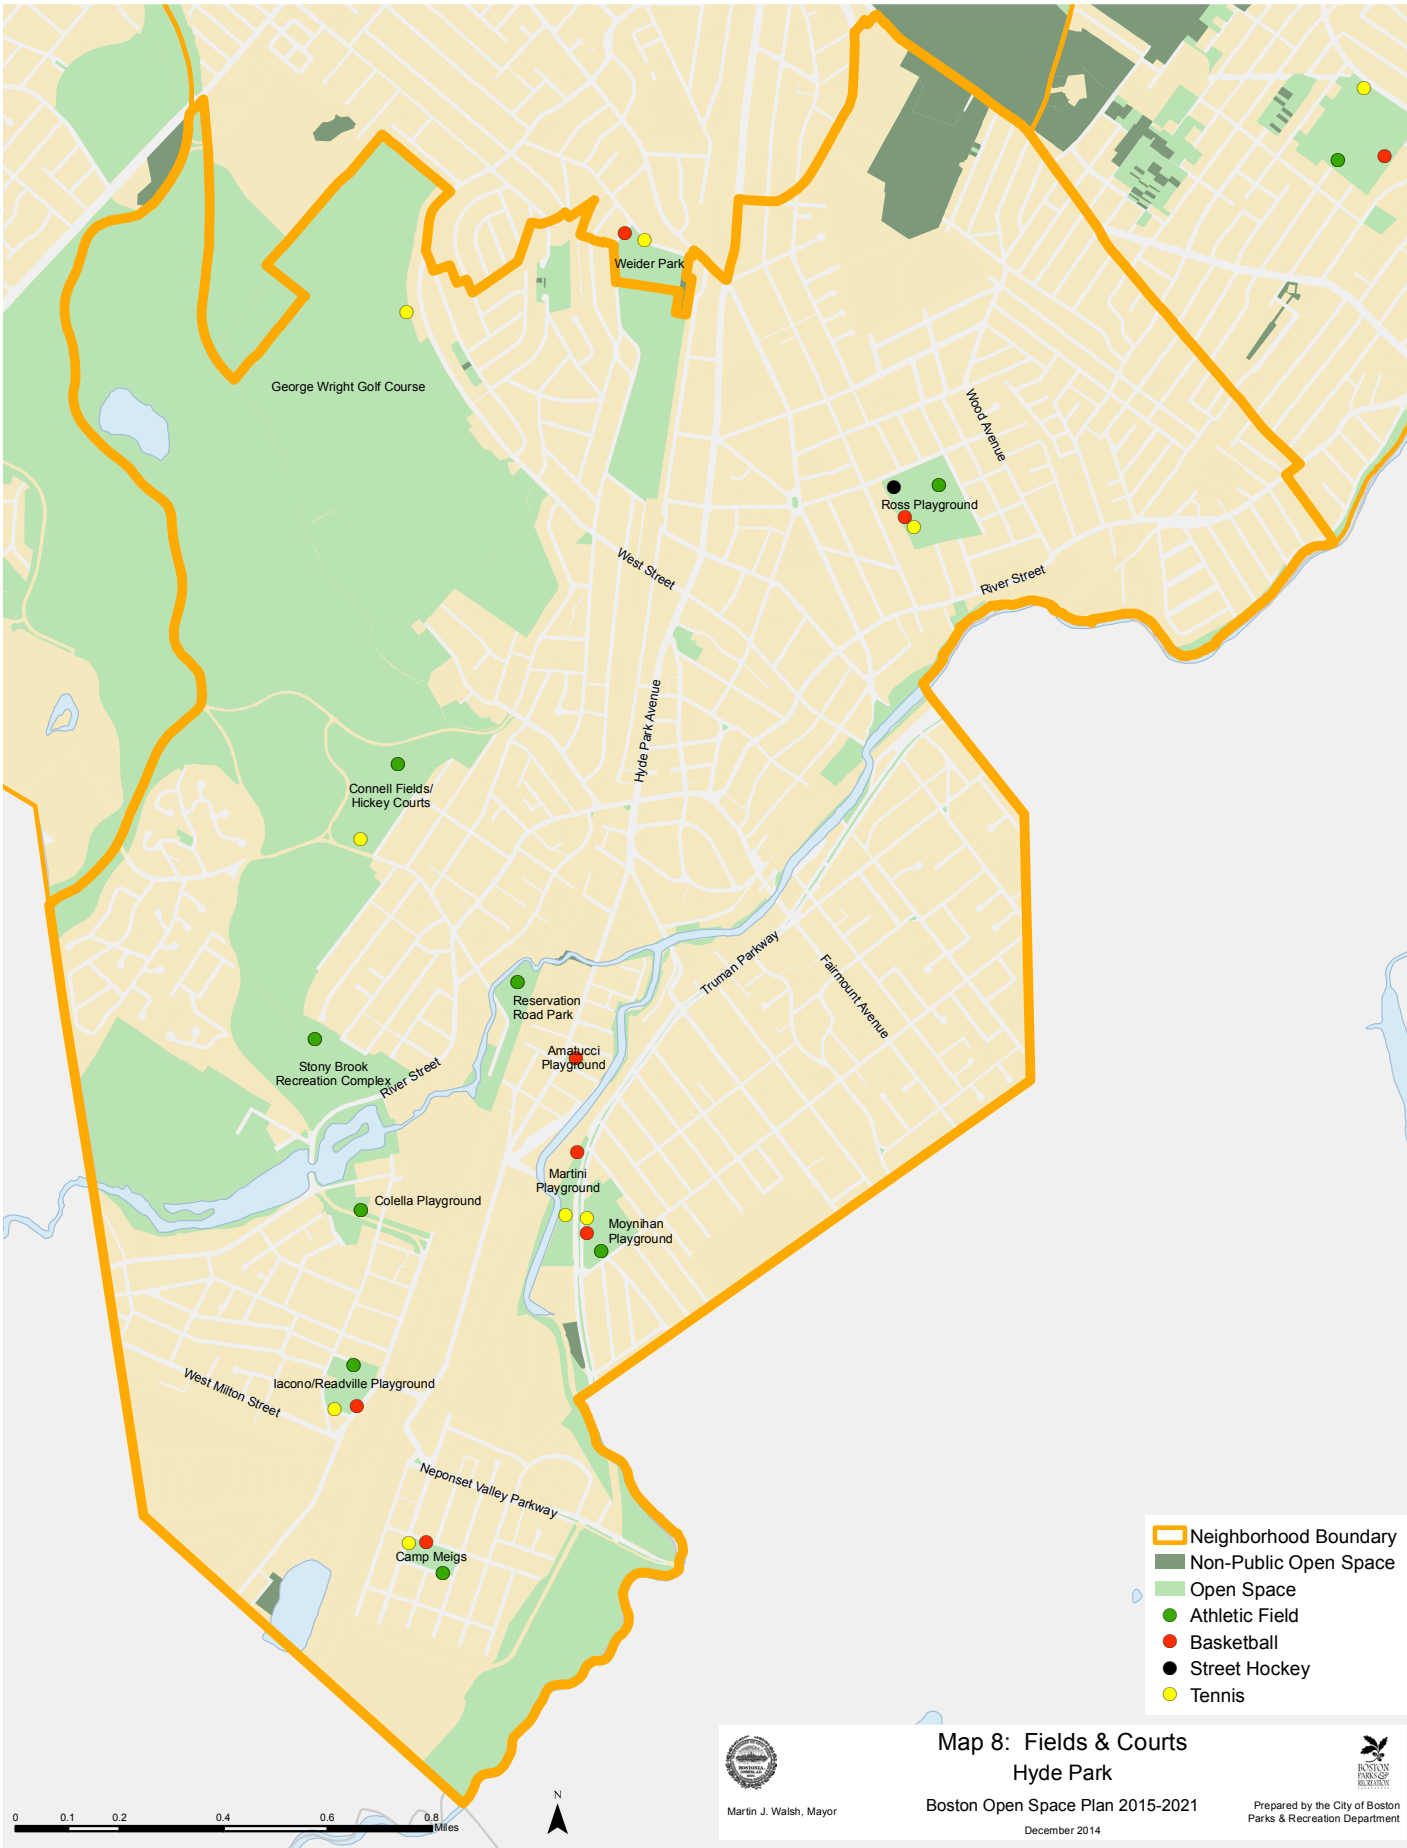 Weider Park
George Wright Golf Course
Wood Avenue
Ross Playground
West Street
River Street
Hyde Park Avenue
Connell Fields/
Hickey Courts
Truman Parkway
Fairmount Avenue
Reservation
Road Park
Amatucci
Playground
Stony Brook
Recreation Complex
River Street
Martini
Playground
Colella Playground
Moynihan
Playground
Iacono/Readville Playground
West Milton Street
Neponset Valley Parkway
Camp Meigs
Neighborhood Boundary
Non-Public Open Space
Open Space
Athletic Field
Basketball
Street Hockey
Tennis
Map 8: Fields & Courts
Hyde Park
Boston Open Space Plan 2015-2021
December 2014
Martin J. Walsh, Mayor
BOSTON
PARKS &
RECREATION
Prepared by the City of Boston
Parks & Recreation Department
N
0 0.1 0.2 0.4 0.6 0.8
Miles